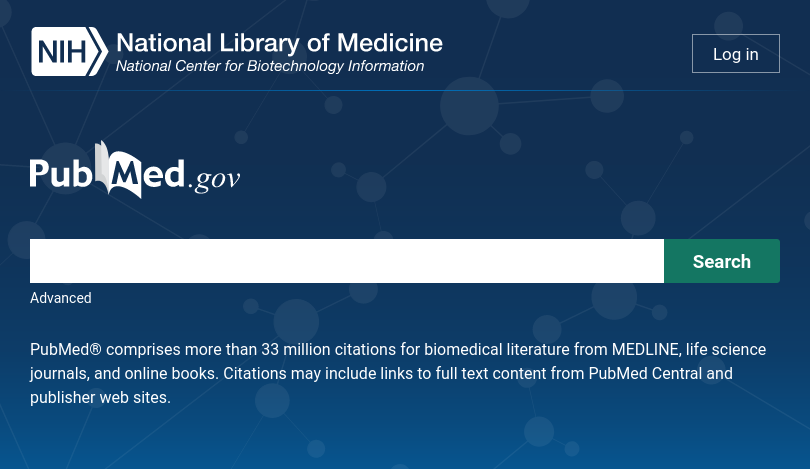 NIH National Library of Medicine
National Center for Biotechnology Information
Log in
PubMed.gov
Search
Advanced
PubMed® comprises more than 33 million citations for biomedical literature from MEDLINE, life science
journals, and online books. Citations may include links to full text content from PubMed Central and
publisher web sites.